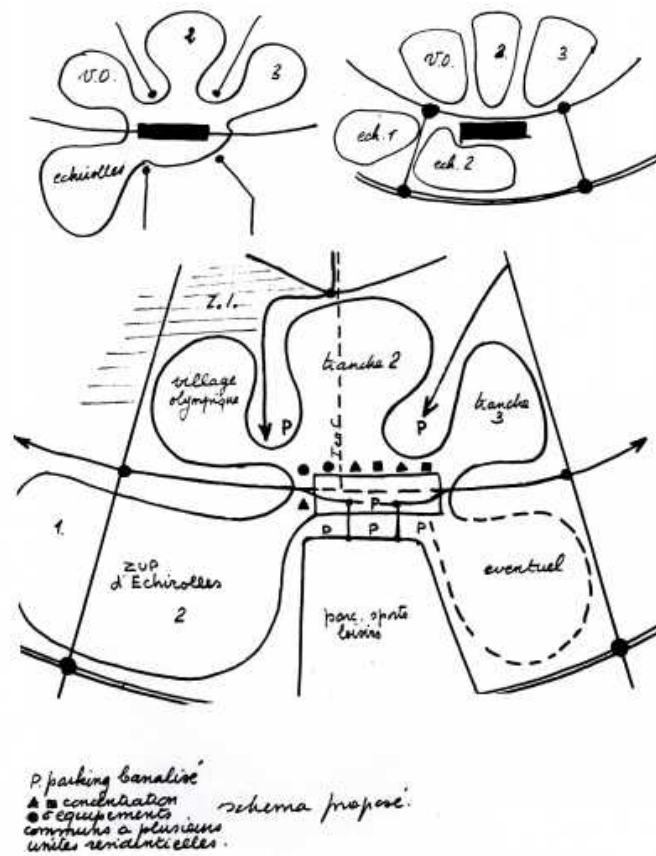 2
V.O.
3
echirolles
V.O.
2.
3
ech. 1
ech. 2
Z.I.
village
olympique
tranche 2
tranche
3
P
P
1.
ZUP
d'Echirolles
2
P
P
P
P
eventuel
parc. sports
loisirs
P. parking banalisé
▲ ■ concentration
● d'équipements
communs a plusieurs
unités residentielles.
schema proposé.